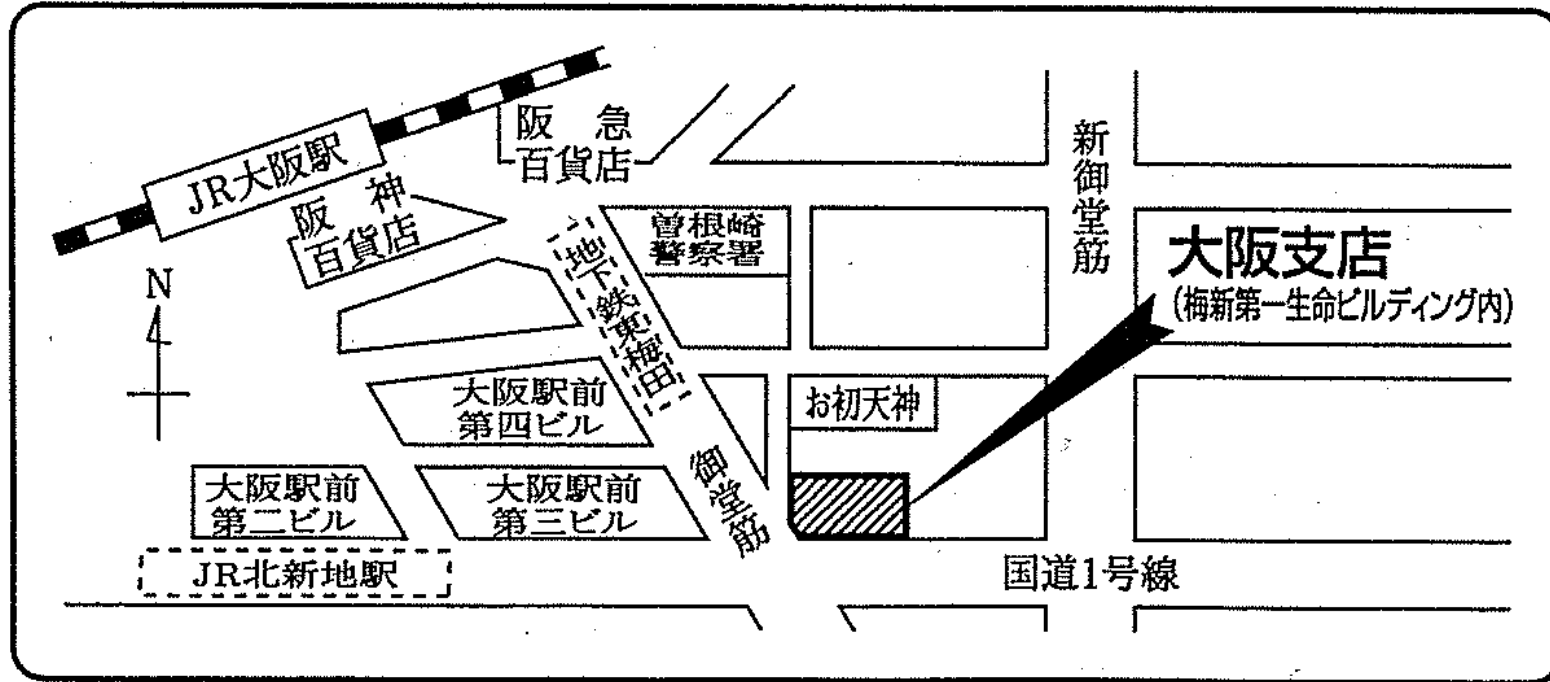 阪急
百貨店
JR大阪駅
阪神
百貨店
新御堂筋
曽根崎
警察署
大阪支店
(梅新第一生命ビルディング内)
N
地下鉄東梅田
大阪駅前
第四ビル
お初天神
大阪駅前
第二ビル
大阪駅前
第三ビル
御堂筋
JR北新地駅
国道1号線